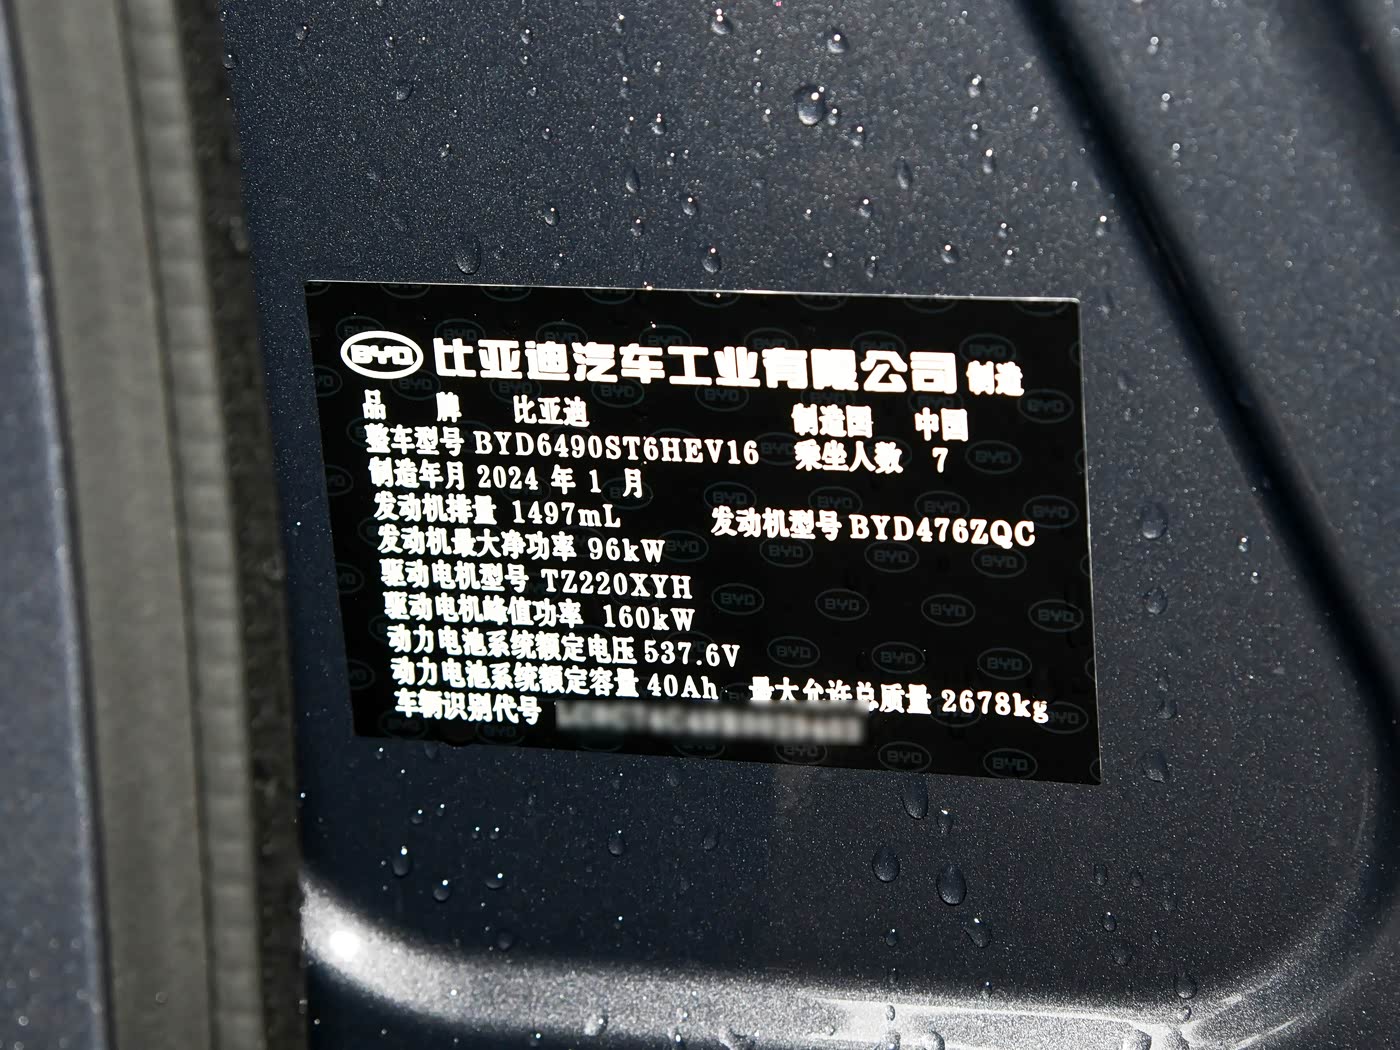 BYD 比亚迪汽车工业有限公司 制造
品 牌 比亚迪 制造国 中国
整车型号 BYD6490ST6HEV16 乘坐人数 7
制造年月 2024 年 1 月
发动机排量 1497mL 发动机型号 BYD476ZQC
发动机最大净功率 96kW
驱动电机型号 TZ220XYH
驱动电机峰值功率 160kW
动力电池系统额定电压 537.6V
动力电池系统额定容量 40Ah 最大允许总质量 2678kg
车辆识别代号